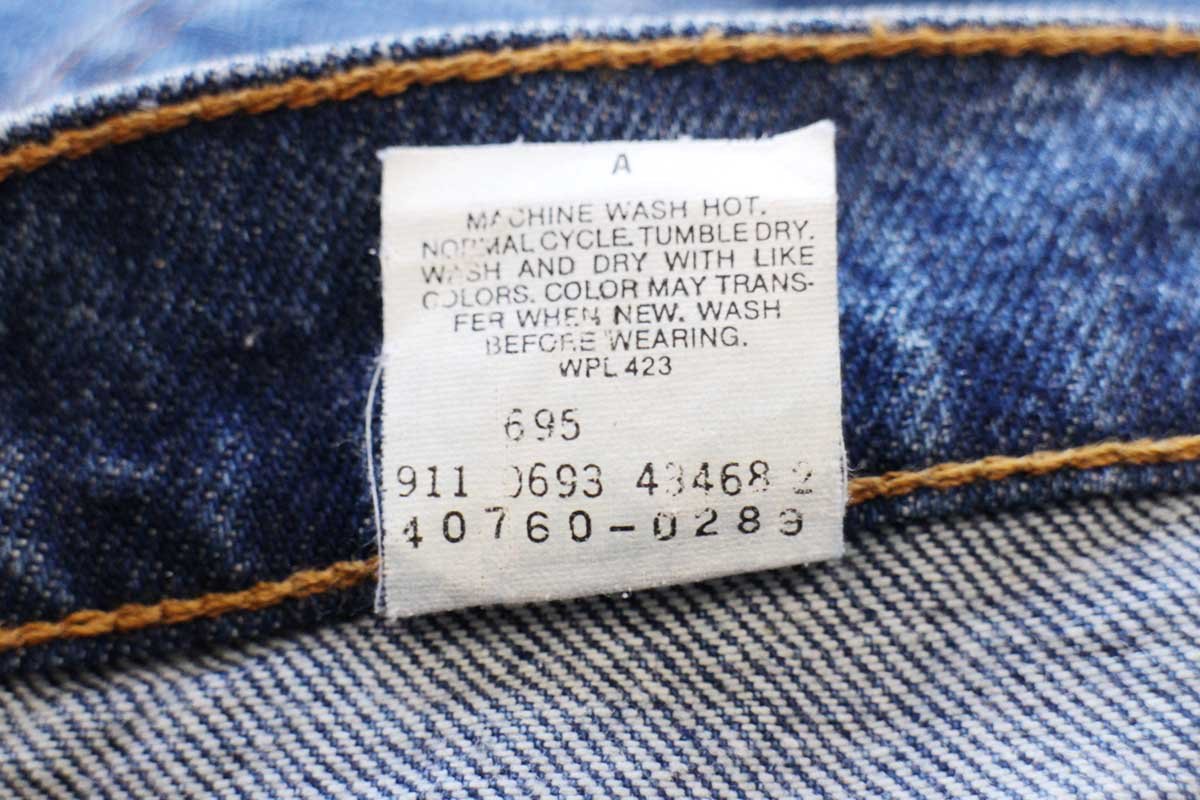 A
MACHINE WASH HOT.
NORMAL CYCLE. TUMBLE DRY.
WASH AND DRY WITH LIKE
COLORS. COLOR MAY TRANS-
FER WHEN NEW. WASH
BEFORE WEARING.
WPL 423
695
911 0693 43468 2
40760-0289